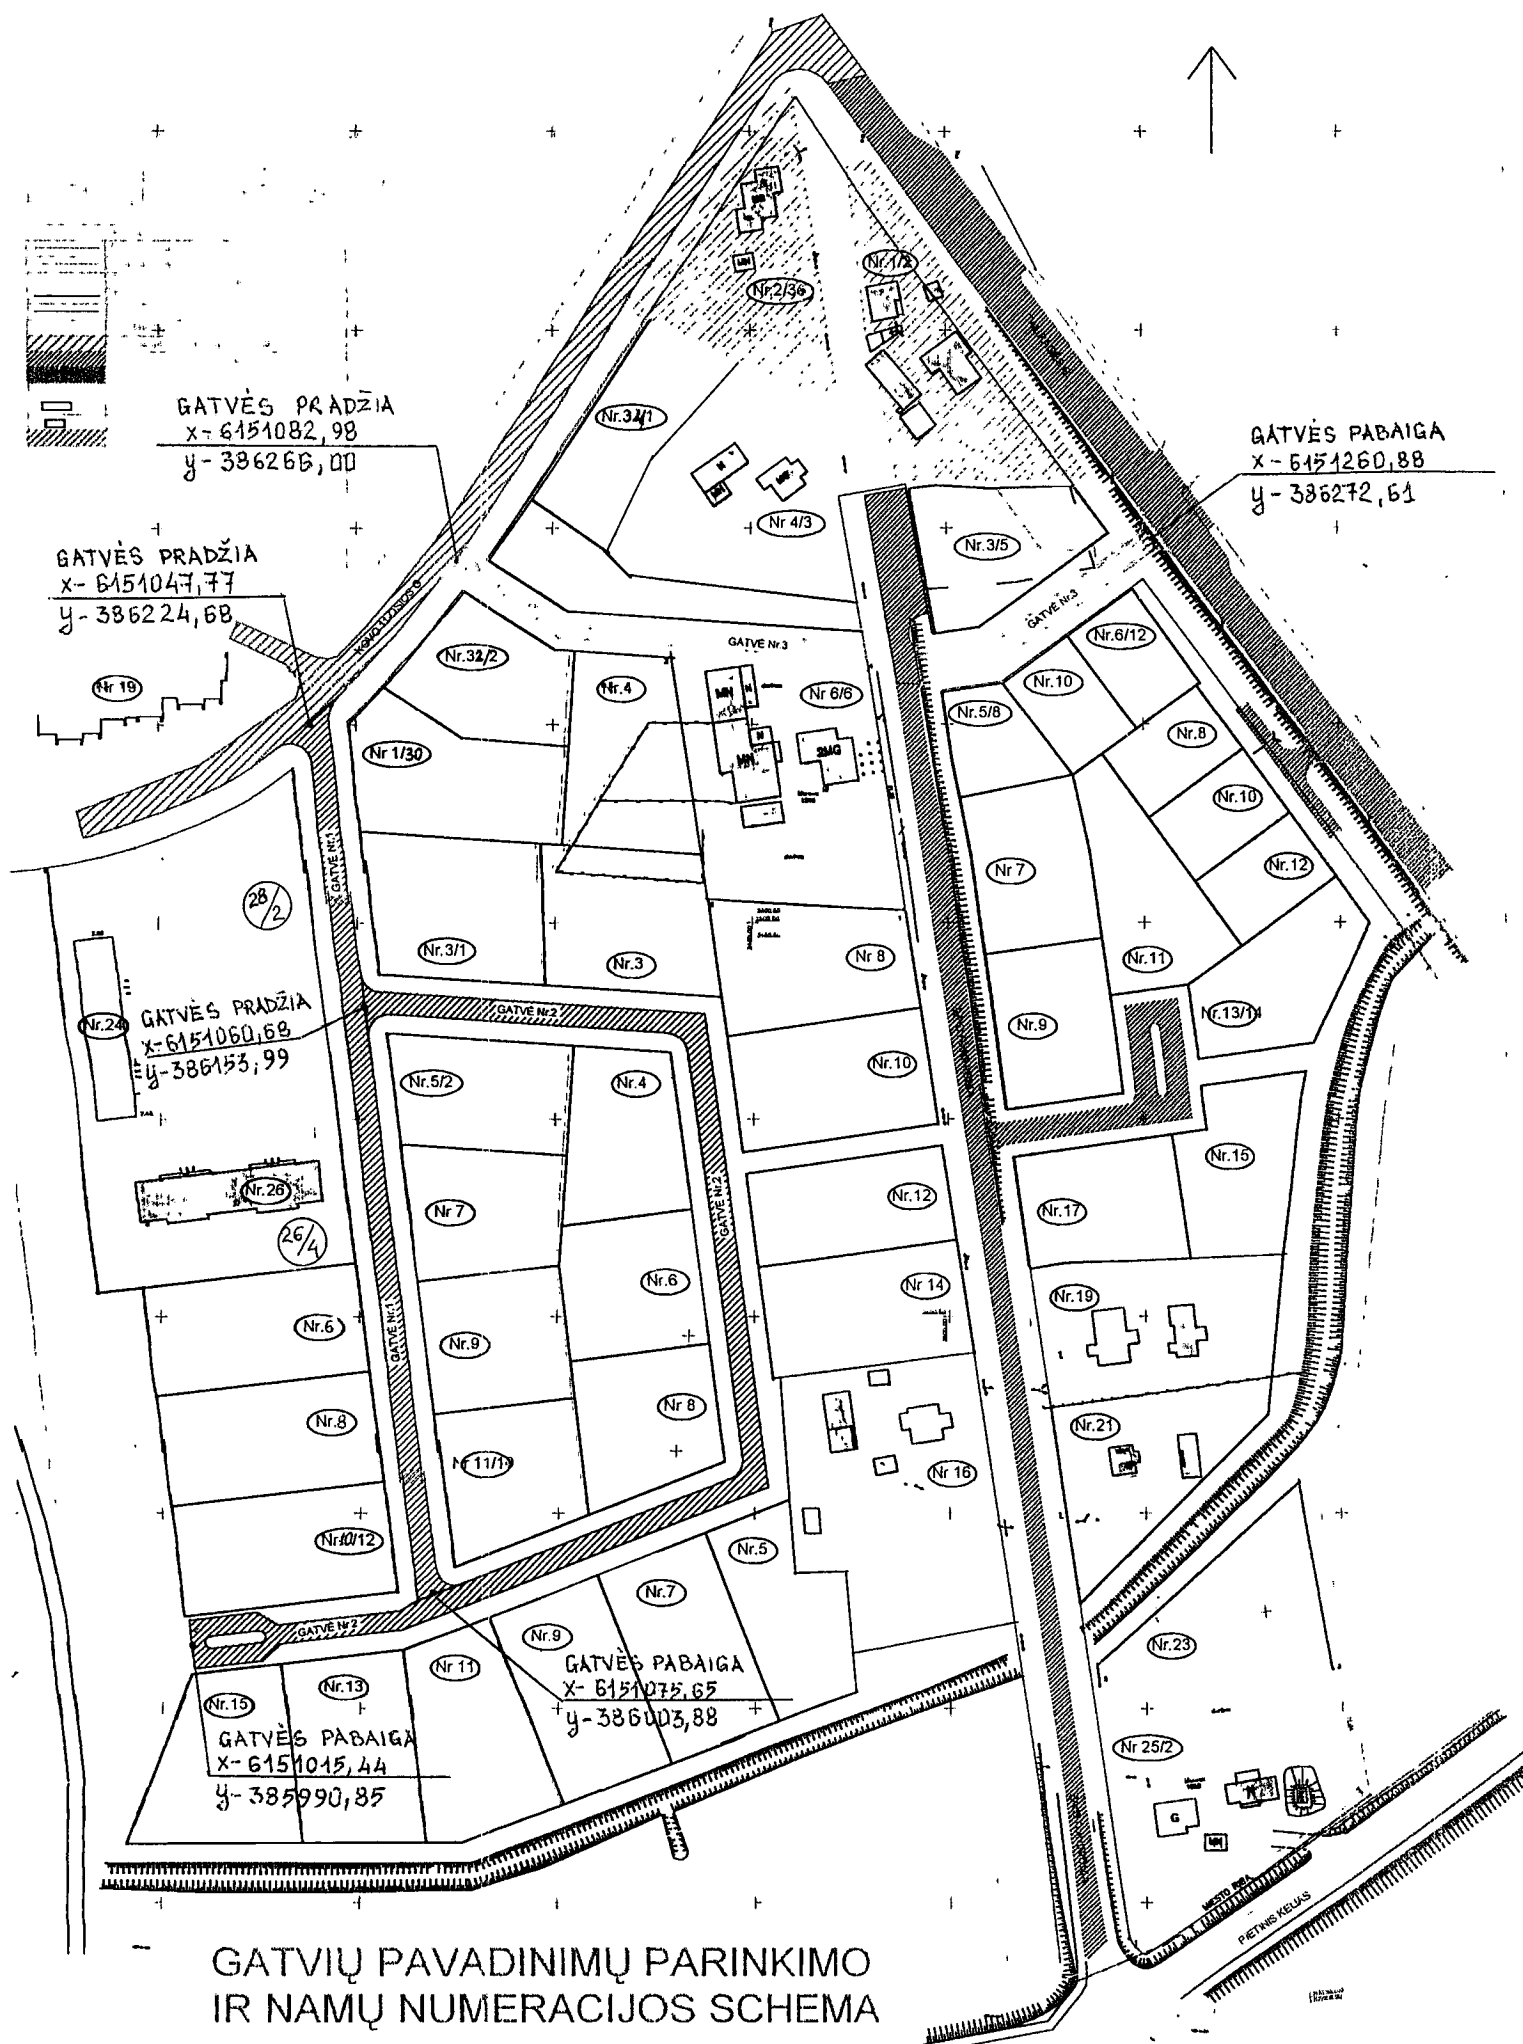 Nr.1/2
Nr.2/36
GATVĖS PRADŽIA
X-6151082,98
y-386266,00
Nr.3/5
GATVĖS PABAIGA
X-6151260,88
y-386272,61
Nr 4/3
GATVĖS PRADŽIA
X-6151047,77
y-386224,68
GATVĖ Nr.3
GATVĖ Nr.3
Nr.6/12
Nr.32/2
Nr.4
MN
N
Nr 6/6
Nr.10
Nr.5/8
Nr 19
Nr 1/30
N
MN
2MG
Nr.8
Nr.10
GATVĖ Nr.1
28/2
Nr 7
Nr.12
Nr.3/1
Nr.3
Nr 8
Nr.11
Nr.24
GATVĖS PRADŽIA
X-6151060,68
y-386153,99
GATVĖ Nr.2
Nr.9
Nr.13/14
Nr.5/2
Nr.4
Nr.10
Nr.15
Nr.26
26/4
Nr 7
GATVĖ Nr.2
Nr.12
Nr.17
Nr.6
GATVĖ Nr.1
Nr.6
Nr 14
Nr.19
Nr.9
Nr.8
Nr 8
Nr.21
Nr 16
Nr.5
Nr.7
GATVĖ Nr.2
Nr.9
Nr 11
Nr.13
Nr.15
Nr.23
GATVĖS PABAIGA
X-6151075,65
y-386003,88
GATVĖS PABAIGA
X-6151015,44
y-385990,85
Nr 25/2
G
MIESTO RIBA
PIETINIS KELIAS
GATVIŲ PAVADINIMŲ PARINKIMO
IR NAMŲ NUMERACIJOS SCHEMA